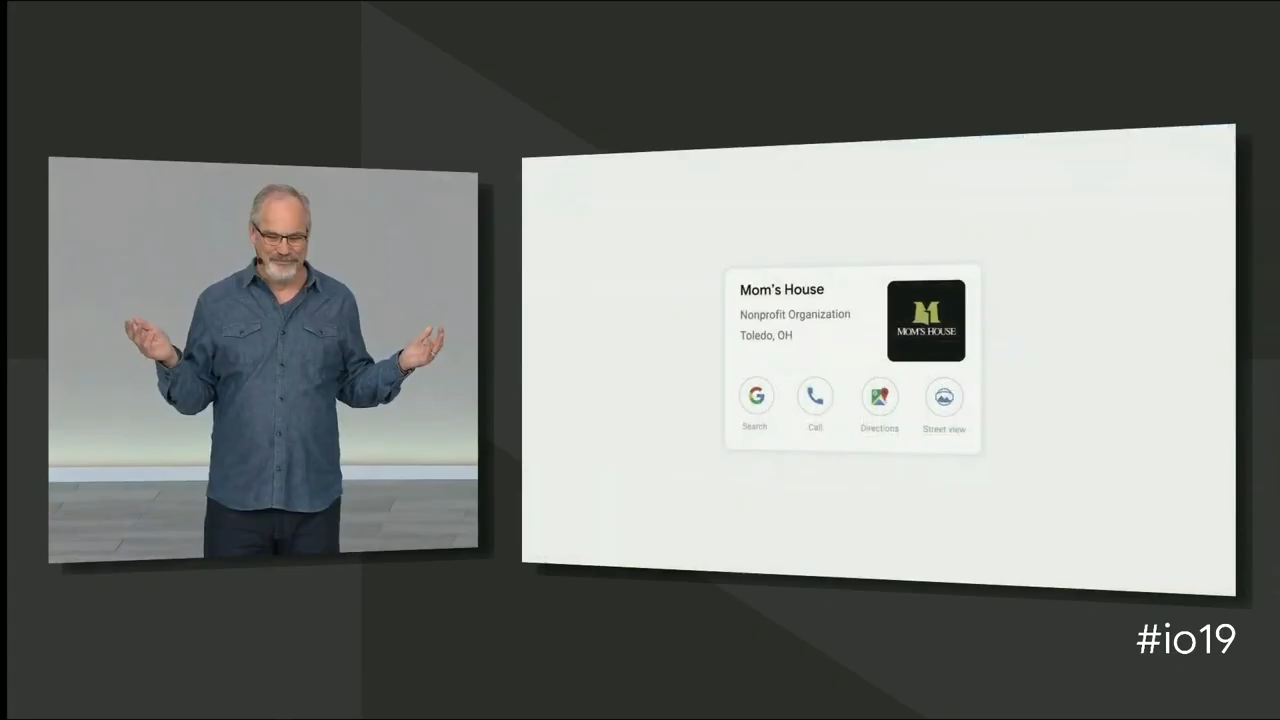 Mom's House
Nonprofit Organization
Toledo, OH
MOM'S HOUSE
Search
Call
Directions
Street view
#io19